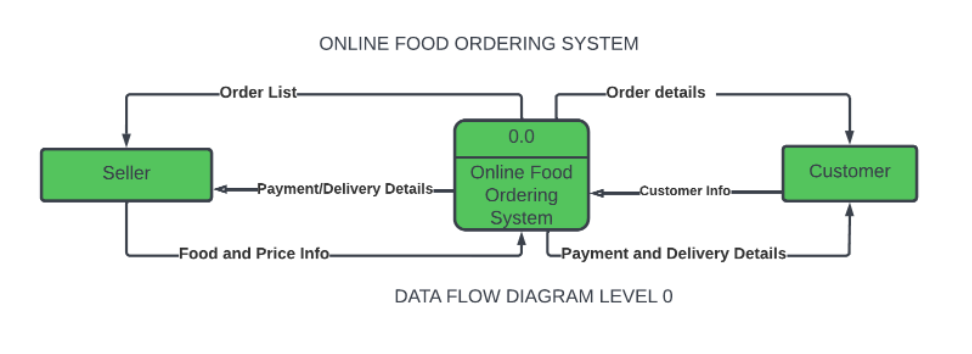 ONLINE FOOD ORDERING SYSTEM
Order List
Order details
0.0
Seller
Online Food
Ordering
System
Customer
Payment/Delivery Details
Customer Info
Food and Price Info
Payment and Delivery Details
DATA FLOW DIAGRAM LEVEL 0